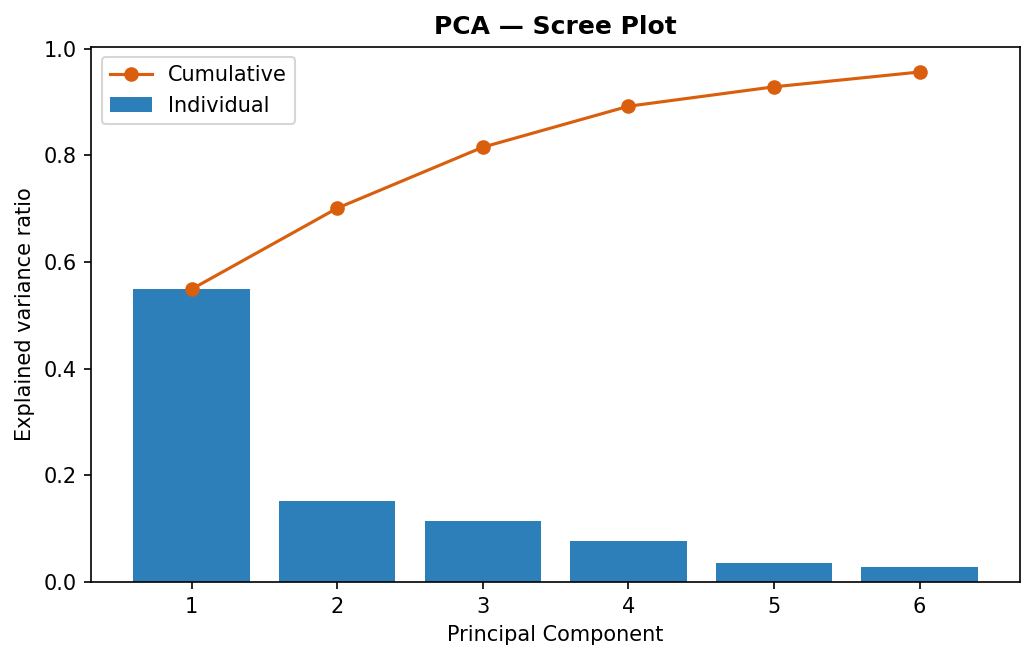 PCA — Scree Plot
Cumulative
Individual
Explained variance ratio
1.0
0.8
0.6
0.4
0.2
0.0
1 2 3 4 5 6
Principal Component